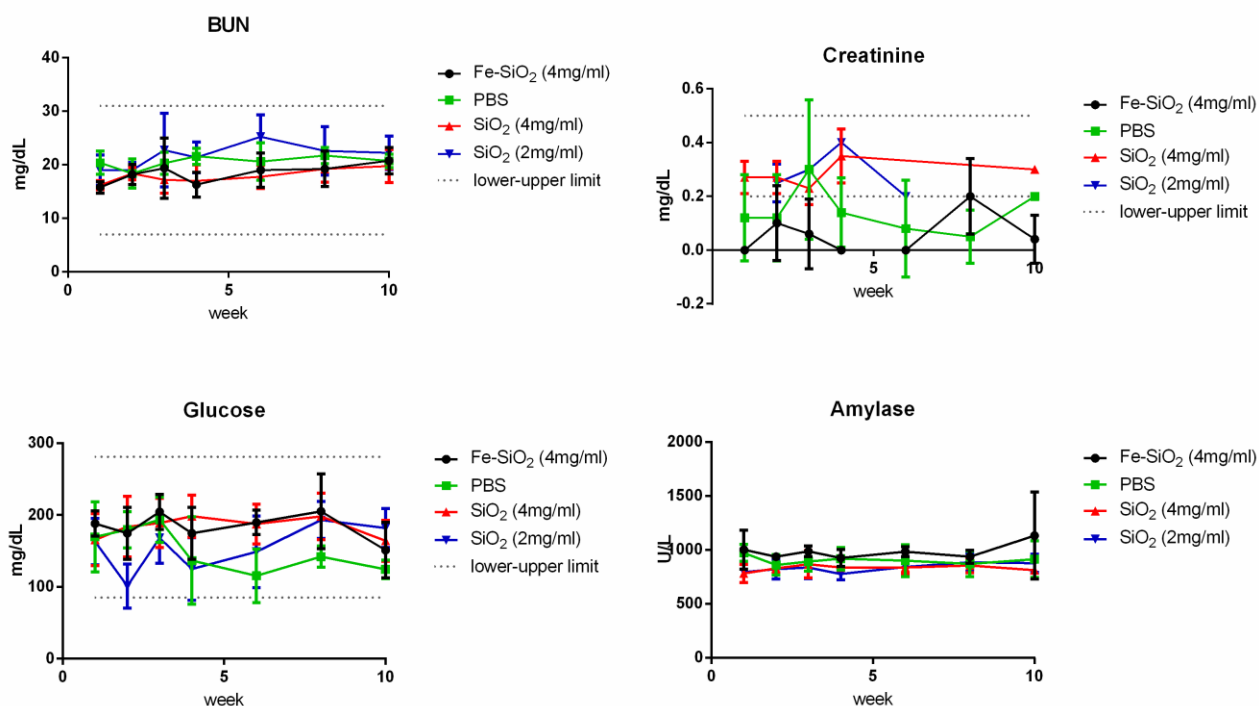 BUN
40
30
20
10
0
mg/dL
0
5
10
week
Fe-SiO₂ (4mg/ml)
PBS
SiO₂ (4mg/ml)
SiO₂ (2mg/ml)
lower-upper limit
Creatinine
0.6
0.4
0.2
0.0
-0.2
mg/dL
5
10
week
Fe-SiO₂ (4mg/ml)
PBS
SiO₂ (4mg/ml)
SiO₂ (2mg/ml)
lower-upper limit
Glucose
300
200
100
0
mg/dL
0
5
10
week
Fe-SiO₂ (4mg/ml)
PBS
SiO₂ (4mg/ml)
SiO₂ (2mg/ml)
lower-upper limit
Amylase
2000
1500
1000
500
0
U/L
0
5
10
week
Fe-SiO₂ (4mg/ml)
PBS
SiO₂ (4mg/ml)
SiO₂ (2mg/ml)